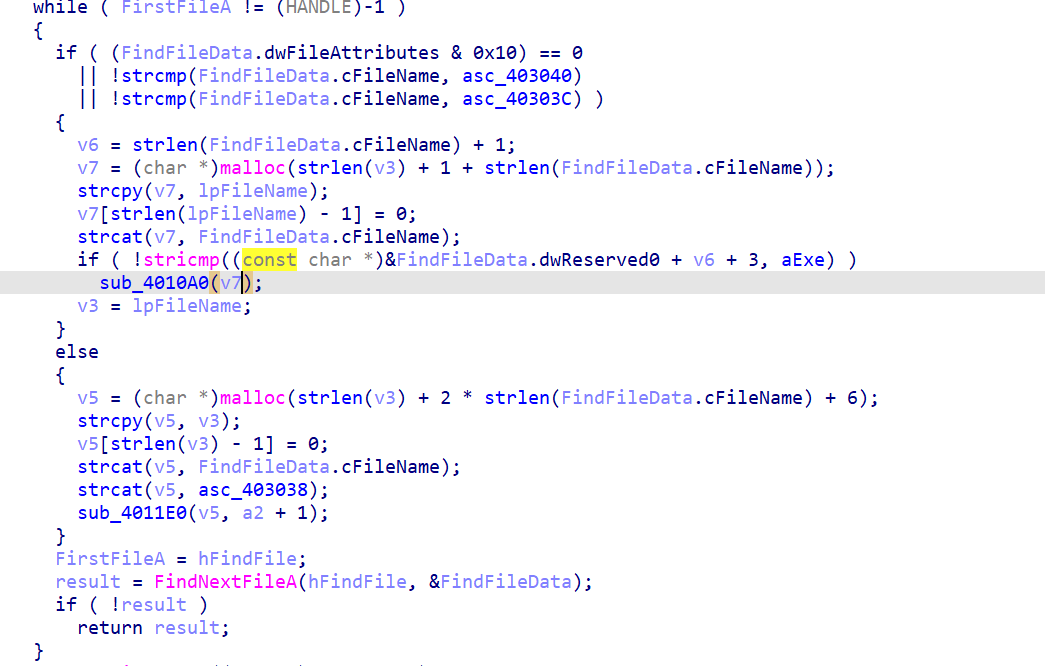 while ( FirstFileA != (HANDLE)-1 )
{
if ( (FindFileData.dwFileAttributes & 0x10) == 0
|| !strcmp(FindFileData.cFileName, asc_403040)
|| !strcmp(FindFileData.cFileName, asc_40303C) )
{
v6 = strlen(FindFileData.cFileName) + 1;
v7 = (char *)malloc(strlen(v3) + 1 + strlen(FindFileData.cFileName));
strcpy(v7, lpFileName);
v7[strlen(lpFileName) - 1] = 0;
strcat(v7, FindFileData.cFileName);
if ( !stricmp((const char *)&FindFileData.dwReserved0 + v6 + 3, aExe) )
sub_4010A0(v7);
v3 = lpFileName;
}
else
{
v5 = (char *)malloc(strlen(v3) + 2 * strlen(FindFileData.cFileName) + 6);
strcpy(v5, v3);
v5[strlen(v3) - 1] = 0;
strcat(v5, FindFileData.cFileName);
strcat(v5, asc_403038);
sub_4011E0(v5, a2 + 1);
}
FirstFileA = hFindFile;
result = FindNextFileA(hFindFile, &FindFileData);
if ( !result )
return result;
}